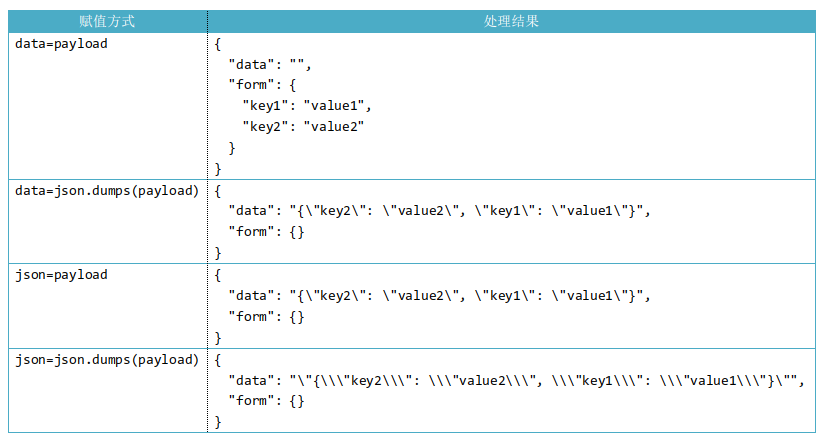 赋值方式 处理结果
data=payload {
"data": "",
"form": {
"key1": "value1",
"key2": "value2"
}
}
data=json.dumps(payload) {
"data": "{\"key2\": \"value2\", \"key1\": \"value1\"}",
"form": {}
}
json=payload {
"data": "{\"key2\": \"value2\", \"key1\": \"value1\"}",
"form": {}
}
json=json.dumps(payload) {
"data": "\"{\\\"key2\\\": \\\"value2\\\", \\\"key1\\\": \\\"value1\\\"}\"",
"form": {}
}